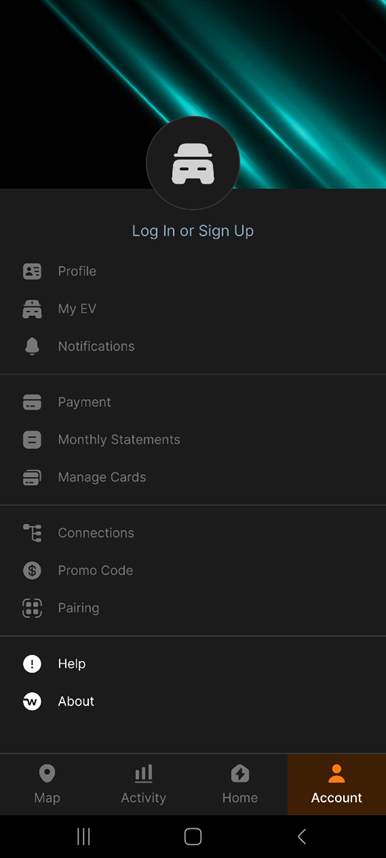 Log In or Sign Up
Profile
My EV
Notifications
Payment
Monthly Statements
Manage Cards
Connections
Promo Code
Pairing
Help
About
Map Activity Home Account